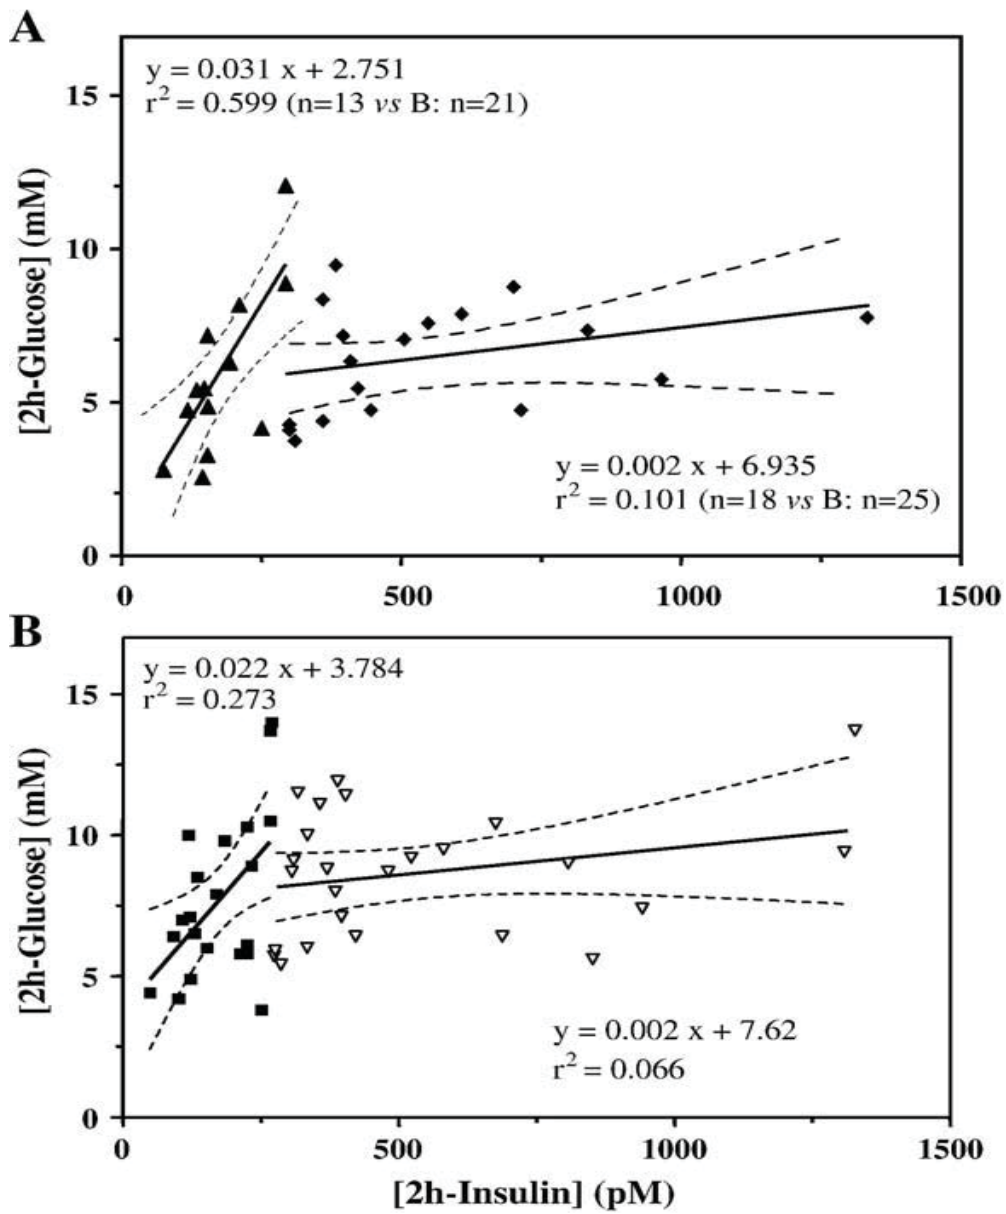 A
y = 0.031 x + 2.751
r² = 0.599 (n=13 vs B: n=21)
15
10
5
0
[2h-Glucose] (mM)
y = 0.002 x + 6.935
r² = 0.101 (n=18 vs B: n=25)
0 500 1000 1500
B
y = 0.022 x + 3.784
r² = 0.273
15
10
5
0
[2h-Glucose] (mM)
y = 0.002 x + 7.62
r² = 0.066
0 500 1000 1500
[2h-Insulin] (pM)